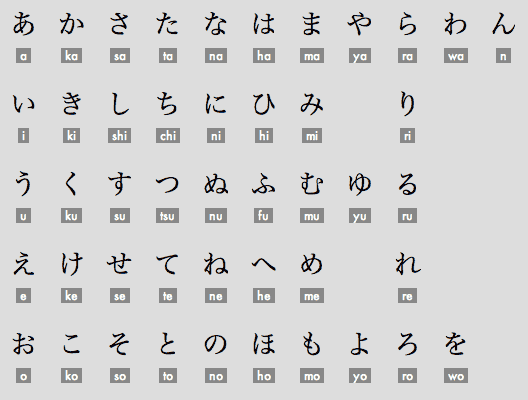 あ か さ た な は ま や ら わ ん
a ka sa ta na ha ma ya ra wa n
い き し ち に ひ み り
i ki shi chi ni hi mi ri
う く す つ ぬ ふ む ゆ る
u ku su tsu nu fu mu yu ru
え け せ て ね へ め れ
e ke se te ne he me re
お こ そ と の ほ も よ ろ を
o ko so to no ho mo yo ro wo